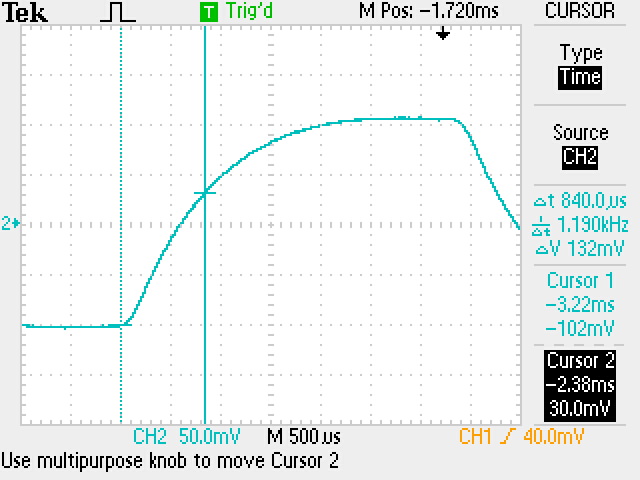 Tek T Trig'd M Pos: -1.720ms CURSOR
Type
Time
Source
CH2
2
Δt 840.0µs
1/Δt 1.190kHz
ΔV 132mV
Cursor 1
-3.22ms
-102mV
Cursor 2
-2.38ms
30.0mV
CH2 50.0mV M 500µs CH1 40.0mV
Use multipurpose knob to move Cursor 2